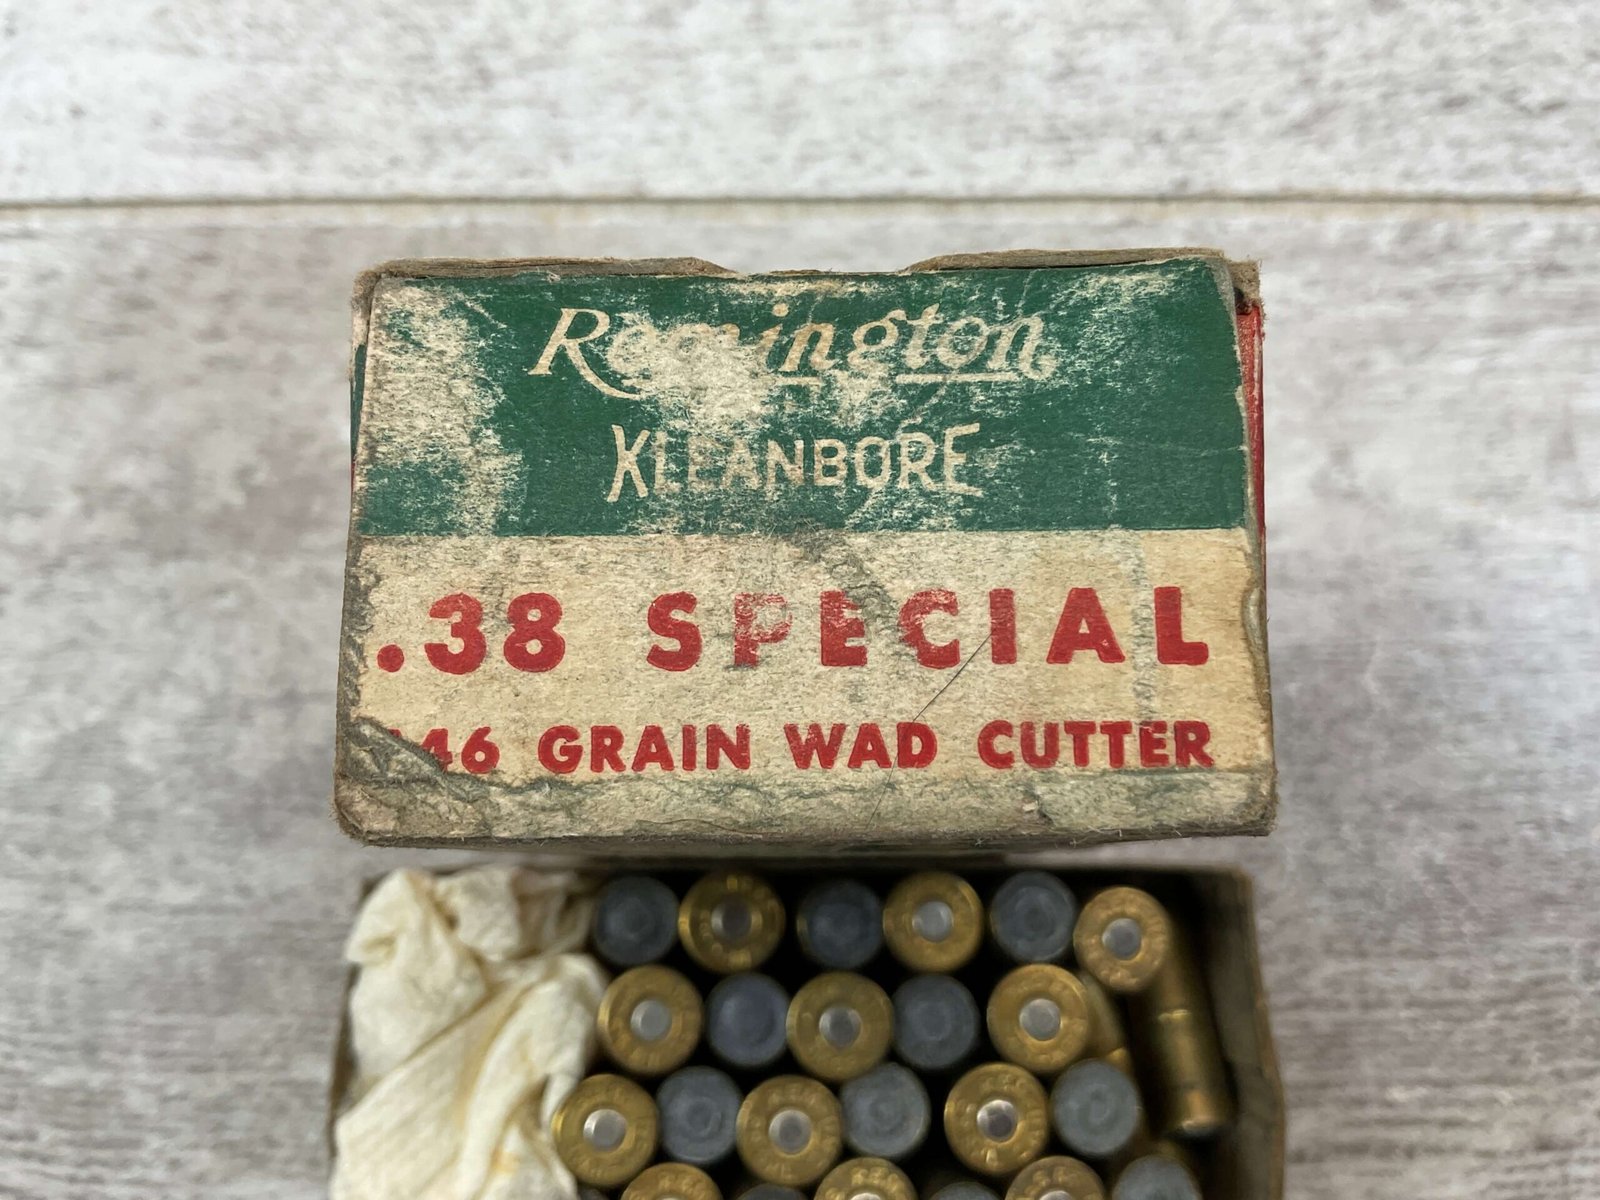 Remington
KLEANBORE
.38 SPECIAL
146 GRAIN WAD CUTTER